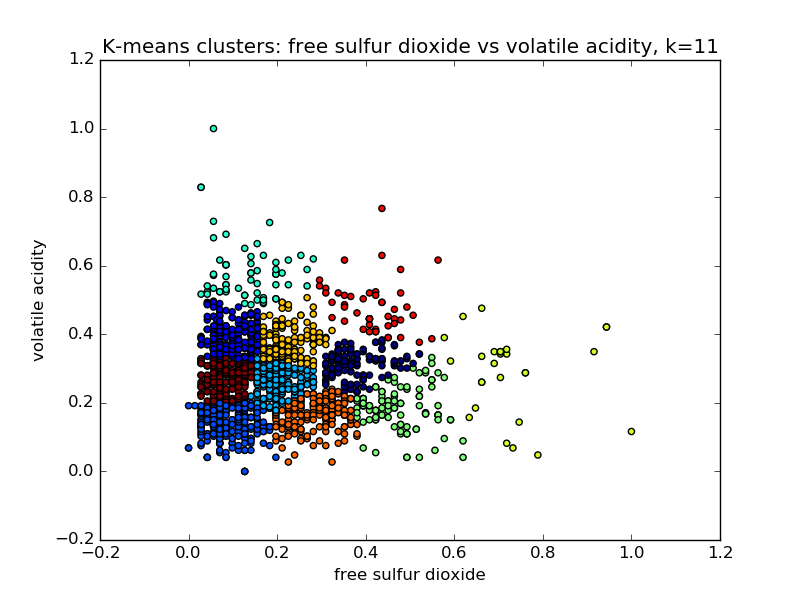 K-means clusters: free sulfur dioxide vs volatile acidity, k=11
1.2
1.0
0.8
0.6
0.4
0.2
0.0
−0.2
volatile acidity
−0.2 0.0 0.2 0.4 0.6 0.8 1.0 1.2
free sulfur dioxide